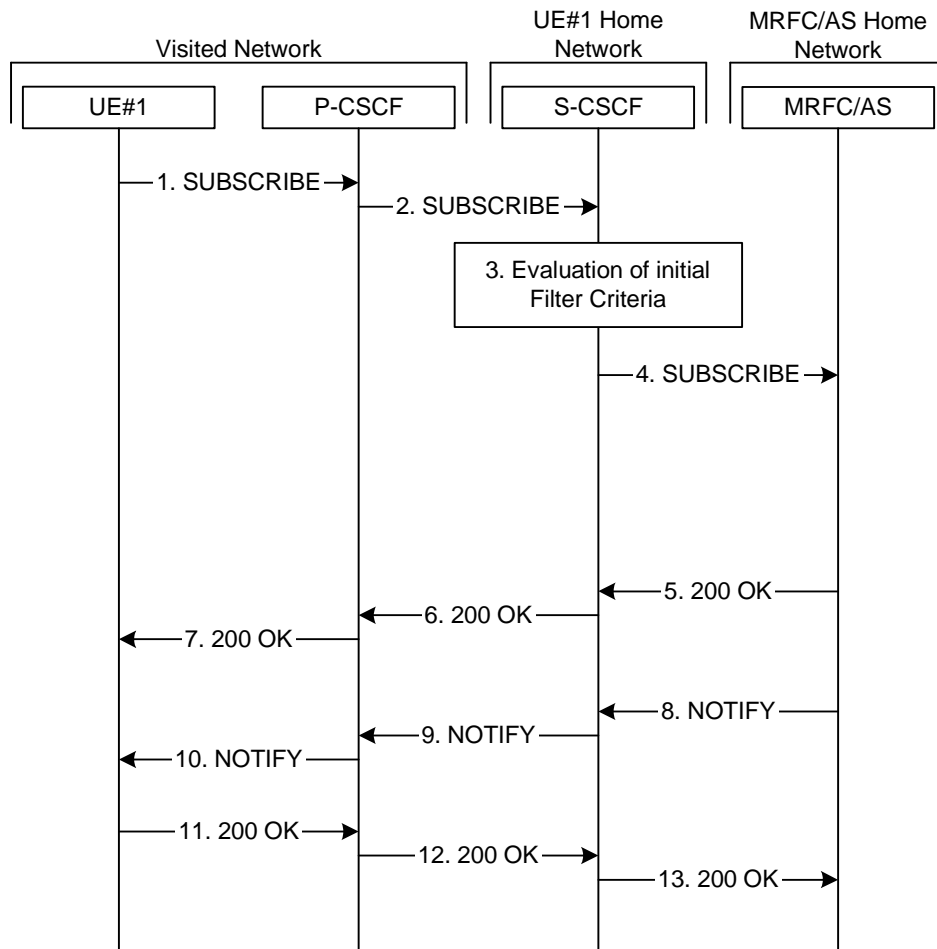 UE#1 Home
Network
MRFC/AS Home
Network
Visited Network
UE#1
P-CSCF
S-CSCF
MRFC/AS
1. SUBSCRIBE
2. SUBSCRIBE
3. Evaluation of initial
Filter Criteria
4. SUBSCRIBE
5. 200 OK
6. 200 OK
7. 200 OK
8. NOTIFY
9. NOTIFY
10. NOTIFY
11. 200 OK
12. 200 OK
13. 200 OK